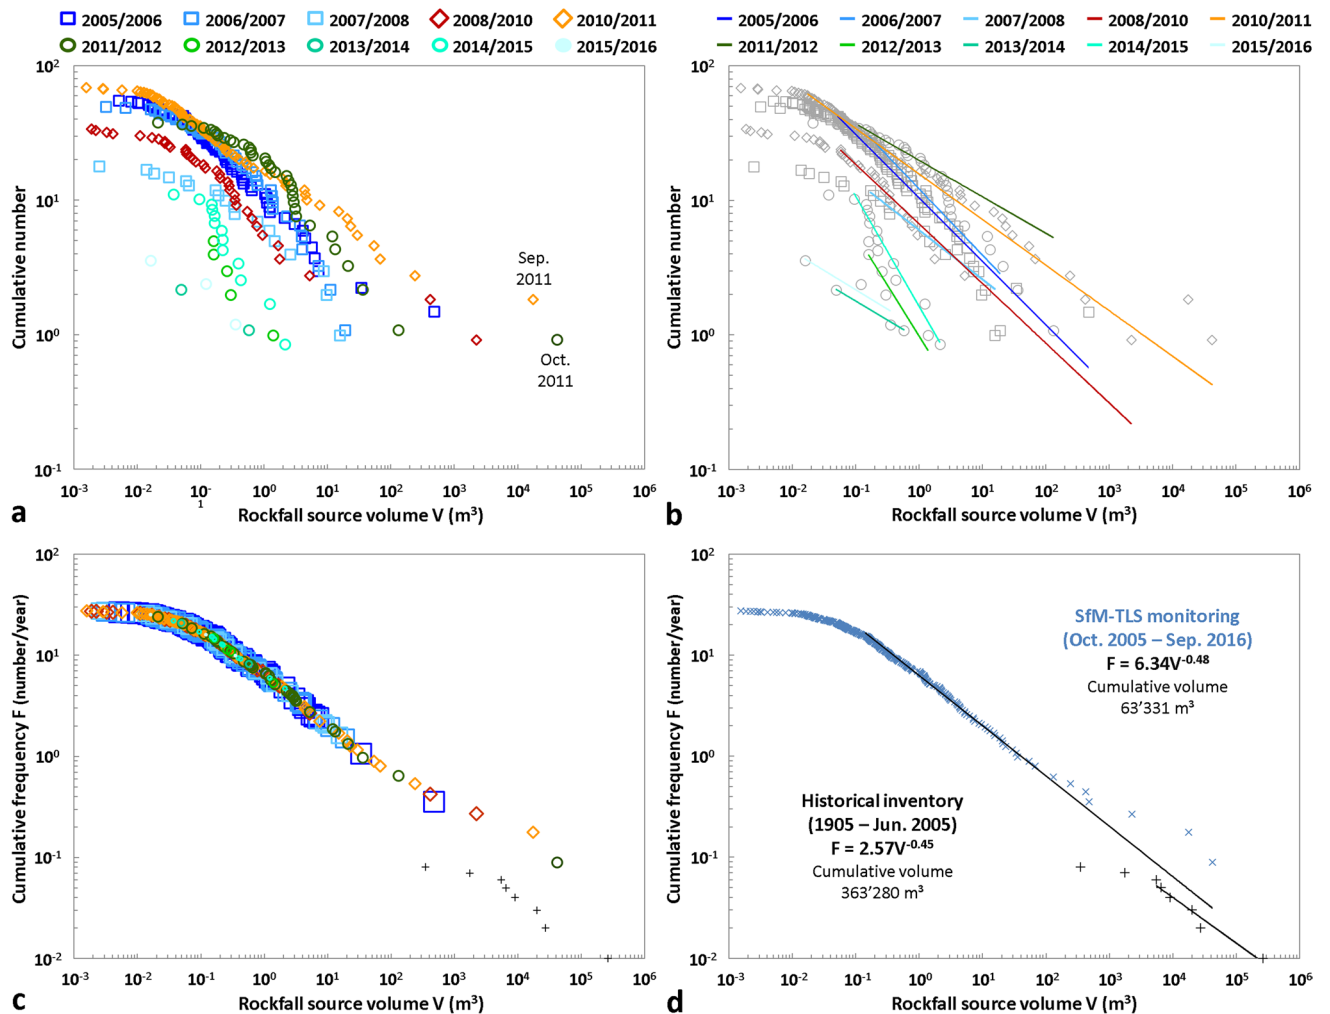 2005/2006 2006/2007 2007/2008 2008/2010 2010/2011
2011/2012 2012/2013 2013/2014 2014/2015 2015/2016
10² 10¹ 10⁰ 10⁻¹
Cumulative number
Sep.
2011
Oct.
2011
10⁻³ 10⁻² 10⁻¹ 10⁰ 10¹ 10² 10³ 10⁴ 10⁵ 10⁶
Rockfall source volume V (m³)
a
2005/2006 2006/2007 2007/2008 2008/2010 2010/2011
2011/2012 2012/2013 2013/2014 2014/2015 2015/2016
10² 10¹ 10⁰ 10⁻¹
Cumulative number
10⁻³ 10⁻² 10⁻¹ 10⁰ 10¹ 10² 10³ 10⁴ 10⁵ 10⁶
Rockfall source volume V (m³)
b
10² 10¹ 10⁰ 10⁻¹ 10⁻²
Cumulative frequency F (number/year)
10⁻³ 10⁻² 10⁻¹ 10⁰ 10¹ 10² 10³ 10⁴ 10⁵ 10⁶
Rockfall source volume V (m³)
c
10² 10¹ 10⁰ 10⁻¹ 10⁻²
Cumulative frequency F (number/year)
SfM-TLS monitoring
(Oct. 2005 – Sep. 2016)
F = 6.34V⁻⁰·⁴⁸
Cumulative volume
63’331 m³
Historical inventory
(1905 – Jun. 2005)
F = 2.57V⁻⁰·⁴⁵
Cumulative volume
363’280 m³
10⁻³ 10⁻² 10⁻¹ 10⁰ 10¹ 10² 10³ 10⁴ 10⁵ 10⁶
Rockfall source volume V (m³)
d